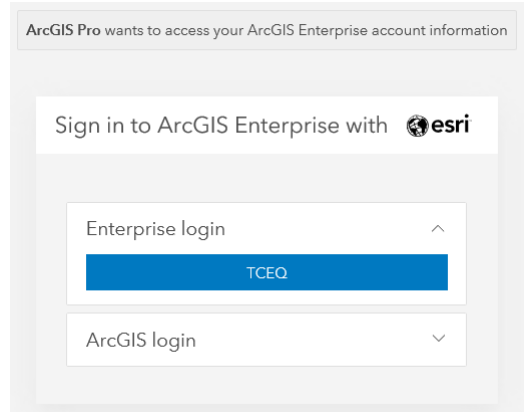 ArcGIS Pro wants to access your ArcGIS Enterprise account information
Sign in to ArcGIS Enterprise with esri
Enterprise login
TCEQ
ArcGIS login